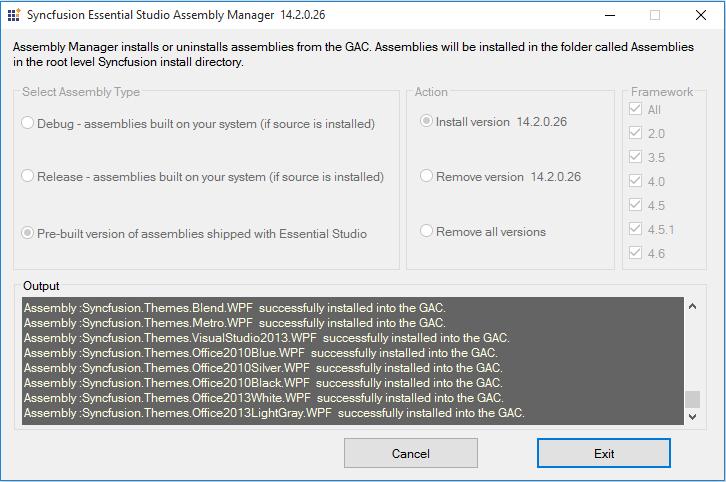 Syncfusion Essential Studio Assembly Manager 14.2.0.26
Assembly Manager installs or uninstalls assemblies from the GAC. Assemblies will be installed in the folder called Assemblies
in the root level Syncfusion install directory.
Select Assembly Type
Debug - assemblies built on your system (if source is installed)
Release - assemblies built on your system (if source is installed)
Pre-built version of assemblies shipped with Essential Studio
Action
Install version 14.2.0.26
Remove version 14.2.0.26
Remove all versions
Framework
All
2.0
3.5
4.0
4.5
4.5.1
4.6
Output
Assembly :Syncfusion.Themes.Blend.WPF successfully installed into the GAC.
Assembly :Syncfusion.Themes.Metro.WPF successfully installed into the GAC.
Assembly :Syncfusion.Themes.VisualStudio2013.WPF successfully installed into the GAC.
Assembly :Syncfusion.Themes.Office2010Blue.WPF successfully installed into the GAC.
Assembly :Syncfusion.Themes.Office2010Silver.WPF successfully installed into the GAC.
Assembly :Syncfusion.Themes.Office2010Black.WPF successfully installed into the GAC.
Assembly :Syncfusion.Themes.Office2013White.WPF successfully installed into the GAC.
Assembly :Syncfusion.Themes.Office2013LightGray.WPF successfully installed into the GAC.
Cancel
Exit